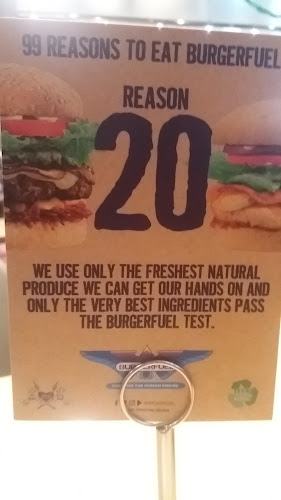 99 REASONS TO EAT BURGERFUEL
REASON
20
WE USE ONLY THE FRESHEST NATURAL
PRODUCE WE CAN GET OUR HANDS ON AND
ONLY THE VERY BEST INGREDIENTS PASS
THE BURGERFUEL TEST.
BURGERFUEL